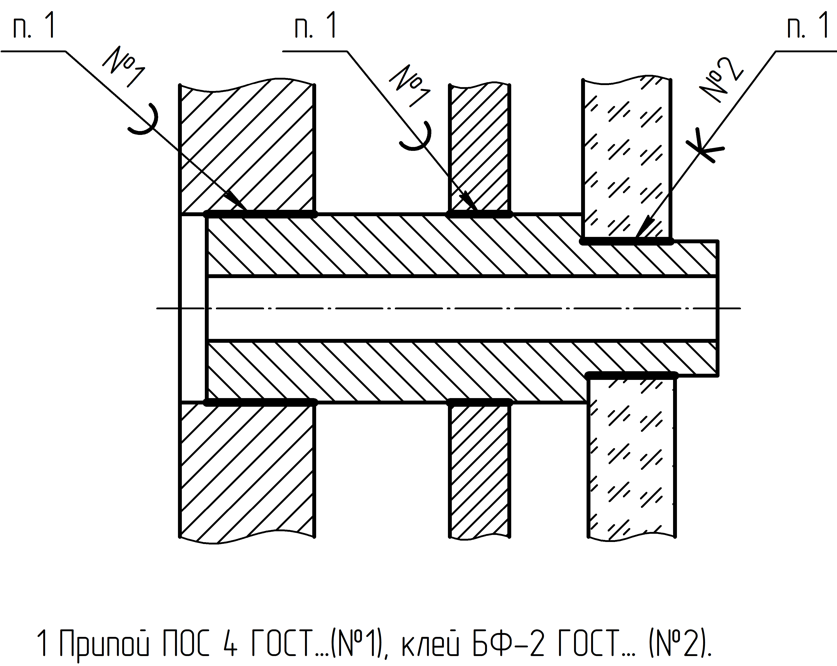 п. 1
п. 1
п. 1
№1
№1
№2
1 Припой ПОС 4 ГОСТ...(№1), клей БФ-2 ГОСТ... (№2).